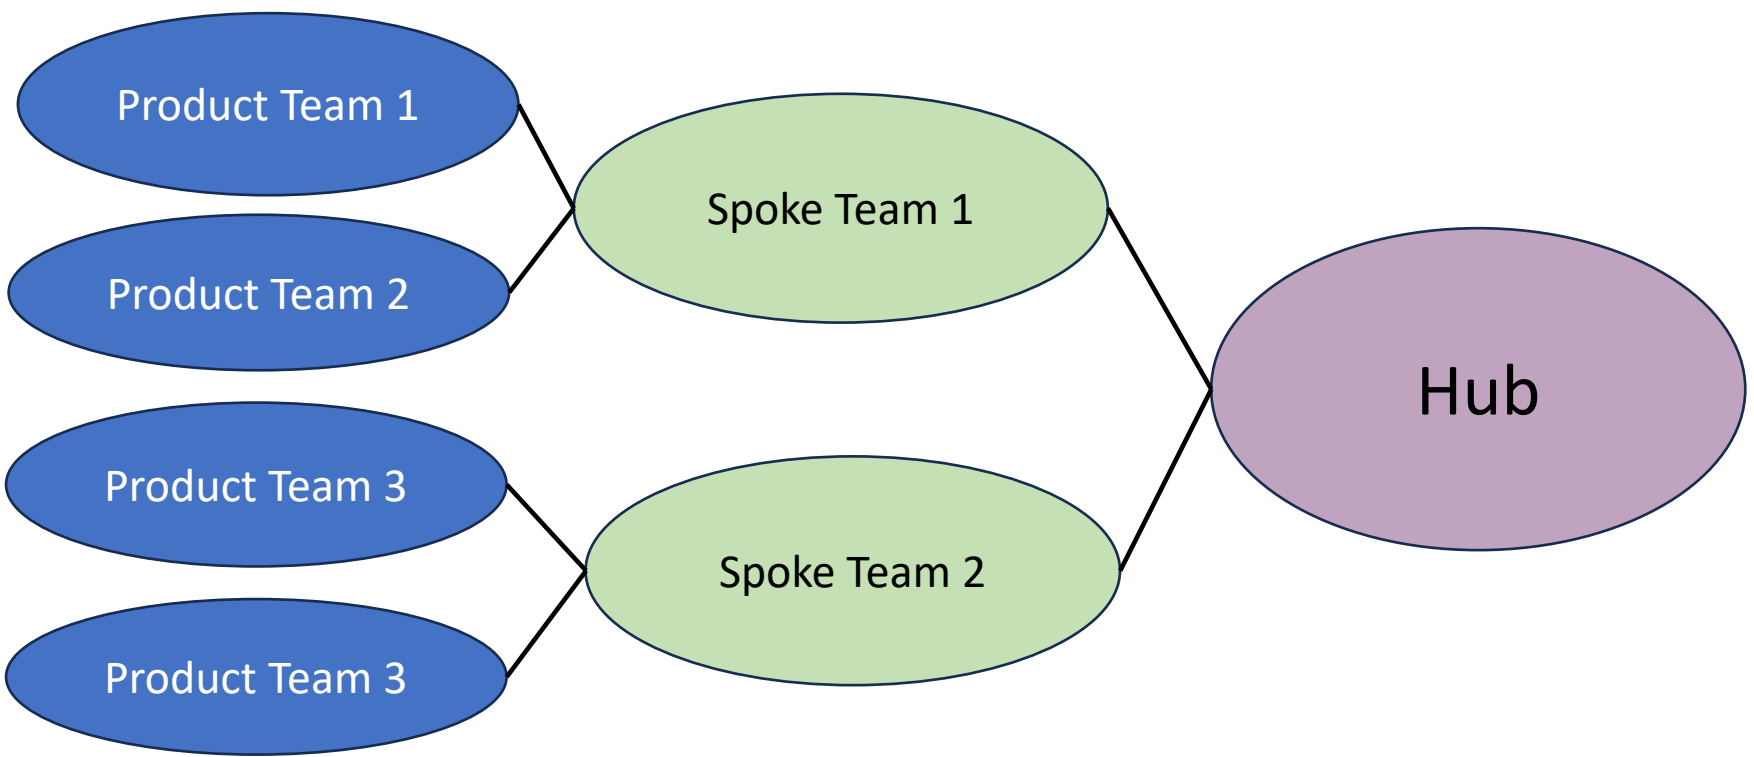 Product Team 1
Product Team 2
Product Team 3
Product Team 3
Spoke Team 1
Spoke Team 2
Hub